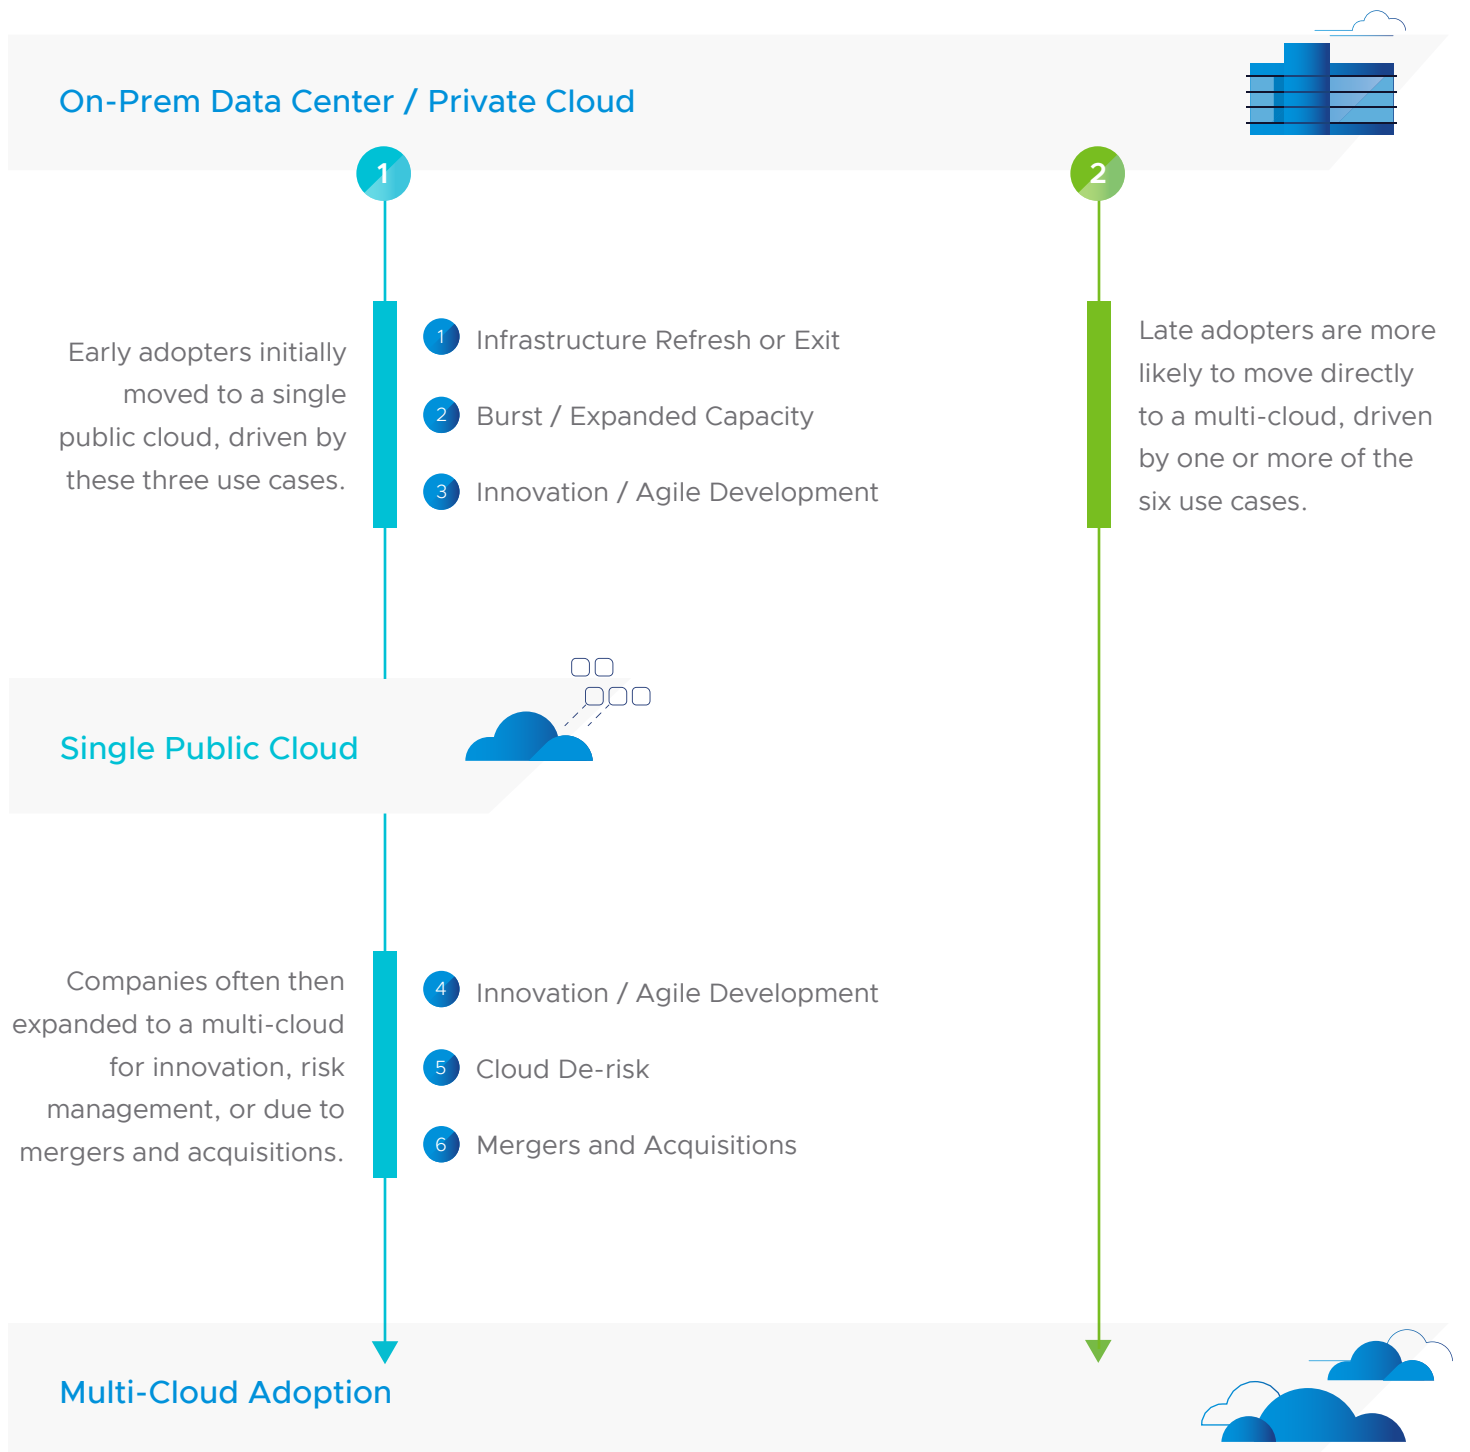 On-Prem Data Center / Private Cloud
1
2
Early adopters initially
moved to a single
public cloud, driven by
these three use cases.
1 Infrastructure Refresh or Exit
2 Burst / Expanded Capacity
3 Innovation / Agile Development
Late adopters are more
likely to move directly
to a multi-cloud, driven
by one or more of the
six use cases.
Single Public Cloud
Companies often then
expanded to a multi-cloud
for innovation, risk
management, or due to
mergers and acquisitions.
4 Innovation / Agile Development
5 Cloud De-risk
6 Mergers and Acquisitions
Multi-Cloud Adoption